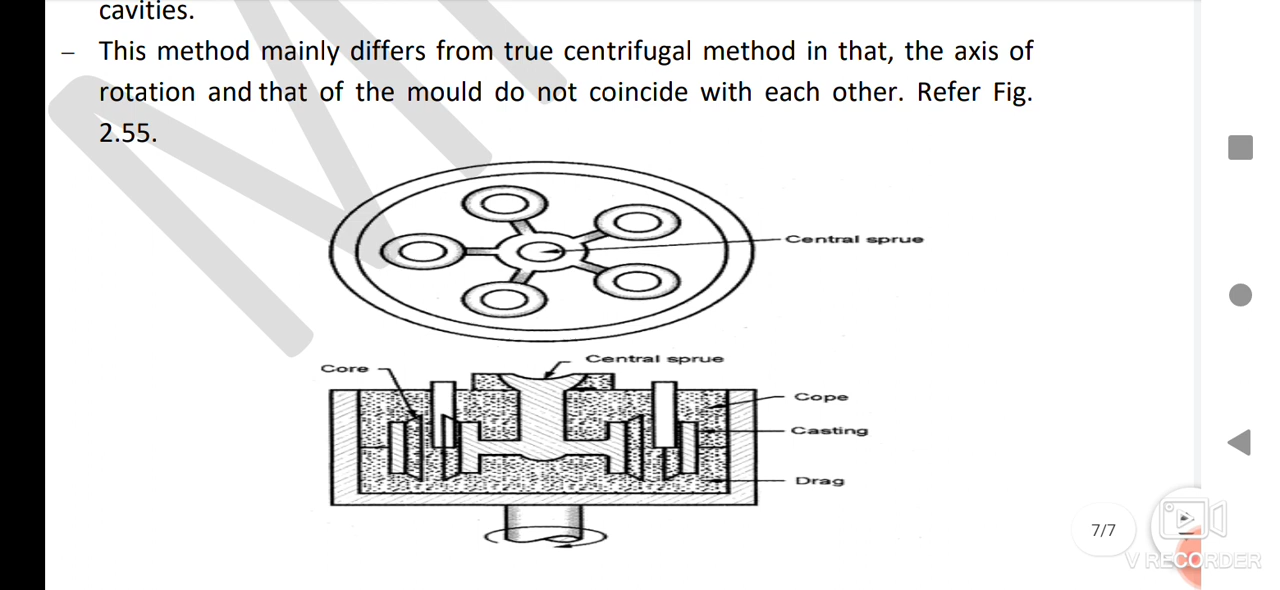 cavities.
– This method mainly differs from true centrifugal method in that, the axis of
rotation and that of the mould do not coincide with each other. Refer Fig.
2.55.
Central sprue
Central sprue
Core
Cope
Casting
Drag
7/7
V RECORDER